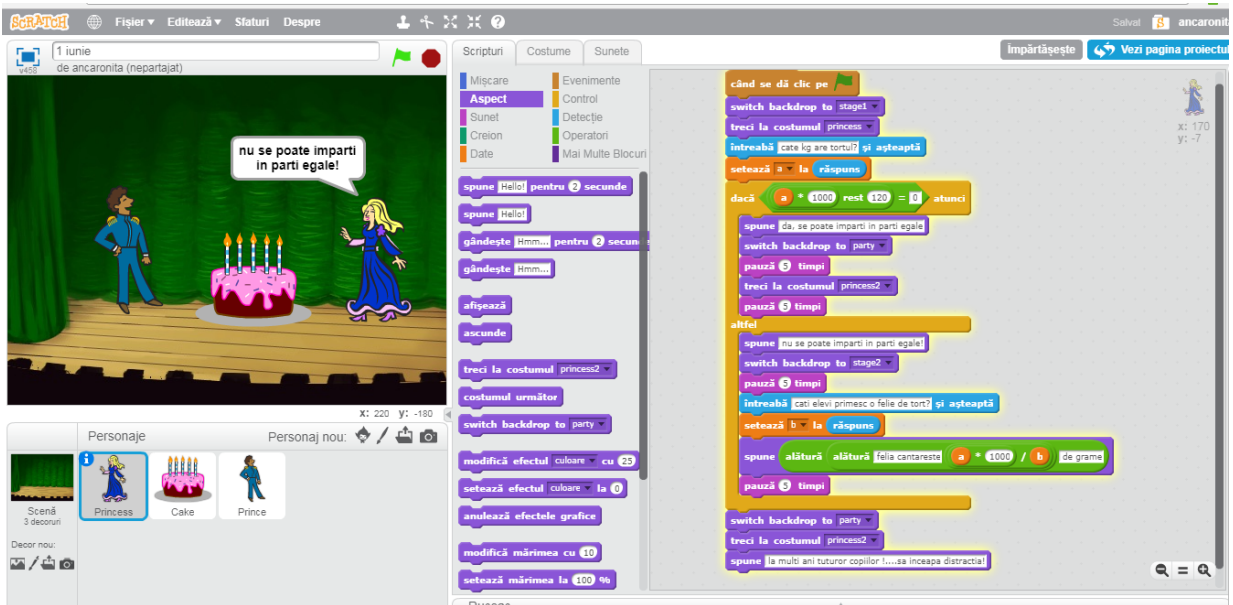 SCRATCH
Fișier
Editează
Sfaturi
Despre
Salvat
ancaronita
v458
1 iunie
de ancaronita (nepartajat)
nu se poate imparti
in parti egale!
x: 220 y: -180
Personaje
Personaj nou:
Scenă
3 decoruri
Decor nou:
Princess
Cake
Prince
Scripturi
Costume
Sunete
Împărtășește
Vezi pagina proiectul
Mișcare
Evenimente
Aspect
Control
Sunet
Detecție
Creion
Operatori
Date
Mai Multe Blocuri
spune Hello! pentru 2 secunde
spune Hello!
gândește Hmm... pentru 2 secun
gândește Hmm...
afișează
ascunde
treci la costumul princess2
costumul următor
switch backdrop to party
modifică efectul culoare cu 25
setează efectul culoare la 0
anulează efectele grafice
modifică mărimea cu 10
setează mărimea la 100 %
când se dă clic pe
switch backdrop to stage1
treci la costumul princess
întreabă cate kg are tortul? și așteaptă
setează a la răspuns
dacă a * 1000 rest 120 = 0 atunci
spune da, se poate imparti in parti egale
switch backdrop to party
pauză 5 timpi
treci la costumul princess2
pauză 5 timpi
altfel
spune nu se poate imparti in parti egale!
switch backdrop to stage2
pauză 5 timpi
întreabă cati elevi primesc o felie de tort? și așteaptă
setează b la răspuns
spune alătură alătură felia cantareste a * 1000 / b de grame
pauză 5 timpi
switch backdrop to party
treci la costumul princess2
spune la multi ani tuturor copiilor !....sa inceapa distractia!
x: 170
y: -7